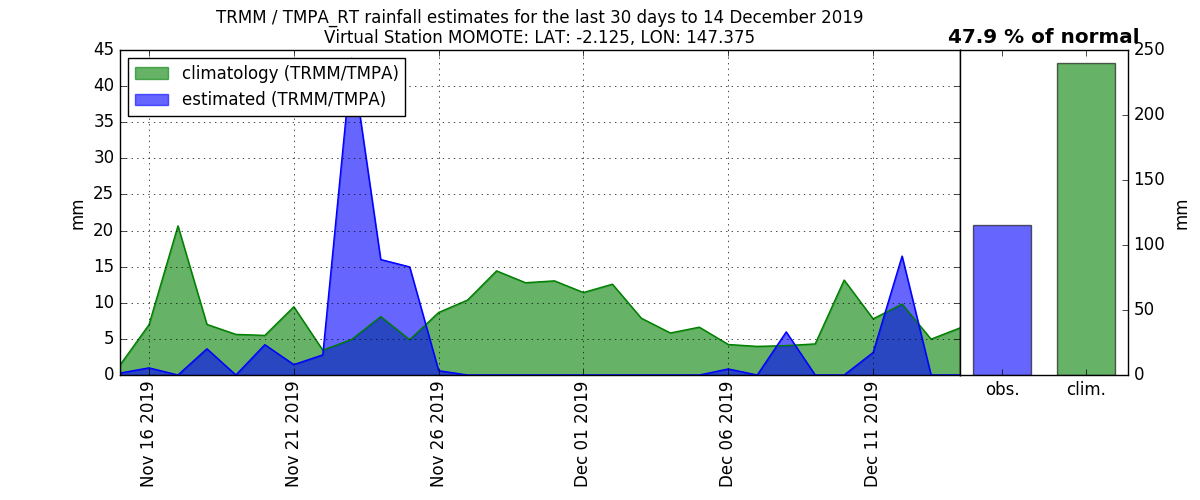 TRMM / TMPA_RT rainfall estimates for the last 30 days to 14 December 2019
Virtual Station MOMOTE: LAT: -2.125, LON: 147.375
47.9 % of normal
climatology (TRMM/TMPA)
estimated (TRMM/TMPA)
45
40
35
30
25
20
15
10
5
0
mm
Nov 16 2019
Nov 21 2019
Nov 26 2019
Dec 01 2019
Dec 06 2019
Dec 11 2019
obs.
clim.
250
200
150
100
50
0
mm